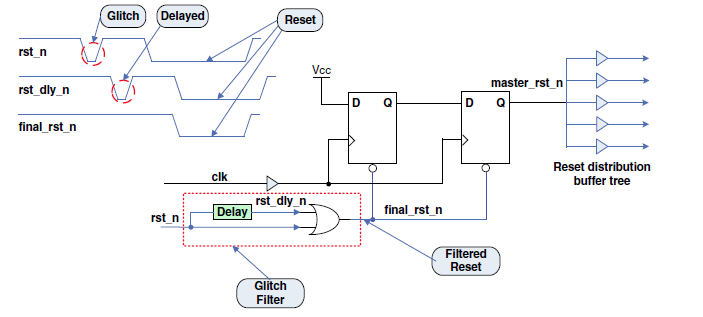 Glitch
Delayed
Reset
rst_n
rst_dly_n
final_rst_n
Vcc
D Q
D Q
master_rst_n
Reset distribution
buffer tree
clk
rst_dly_n
rst_n
Delay
final_rst_n
Filtered
Reset
Glitch
Filter